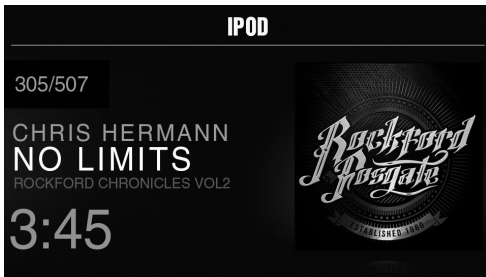 IPOD
305/507
CHRIS HERMANN
NO LIMITS
ROCKFORD CHRONICLES VOL2
3:45
Rockford
Fosgate
ESTABLISHED 1980